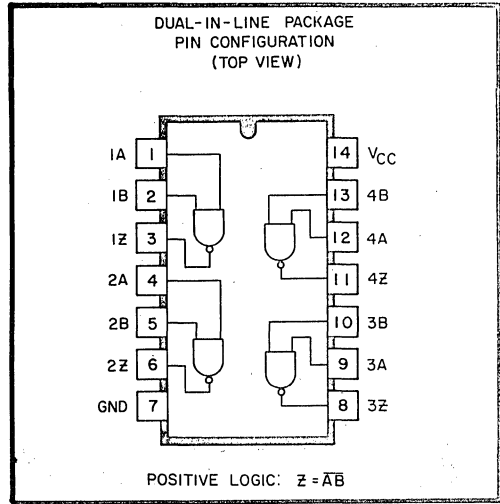 DUAL-IN-LINE PACKAGE
PIN CONFIGURATION
(TOP VIEW)
1A 1 14 VCC
1B 2 13 4B
1Z 3 12 4A
2A 4 11 4Z
2B 5 10 3B
2Z 6 9 3A
GND 7 8 3Z
POSITIVE LOGIC: Z = A̅B̅